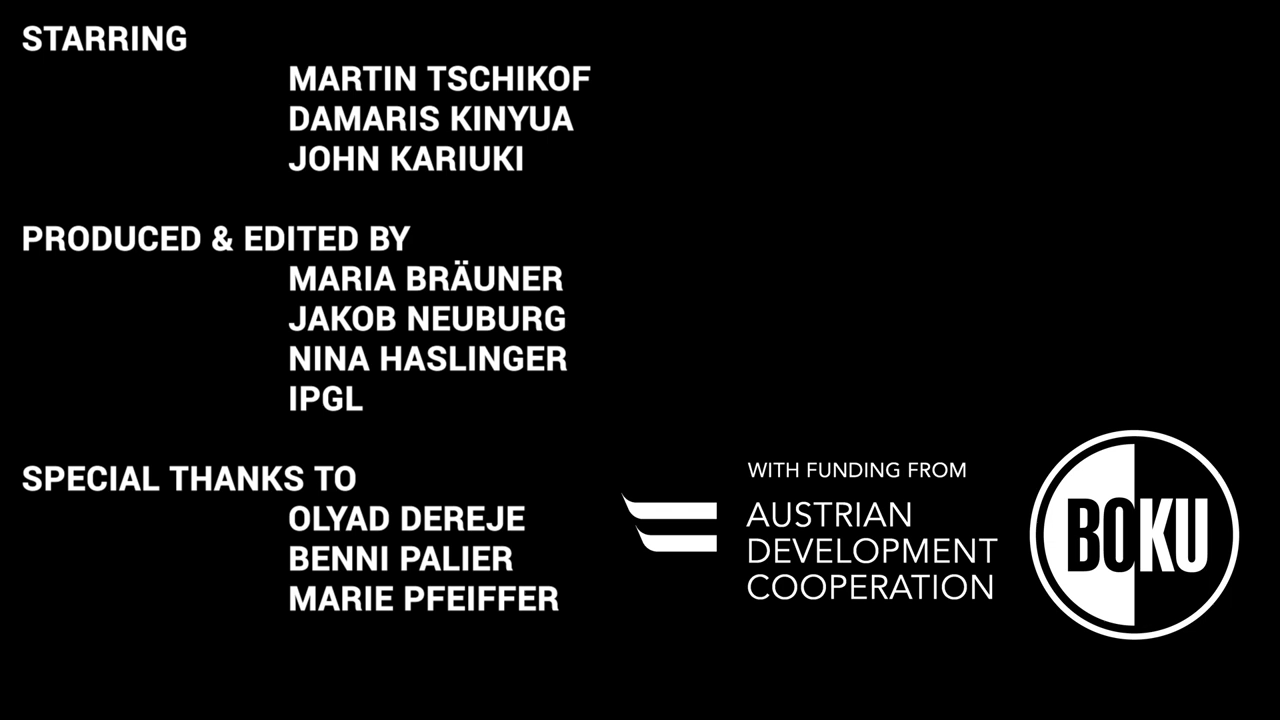 STARRING
MARTIN TSCHIKOF
DAMARIS KINYUA
JOHN KARIUKI
PRODUCED & EDITED BY
MARIA BRÄUNER
JAKOB NEUBURG
NINA HASLINGER
IPGL
SPECIAL THANKS TO
OLYAD DEREJE
BENNI PALIER
MARIE PFEIFFER
WITH FUNDING FROM
AUSTRIAN
DEVELOPMENT
COOPERATION
BOKU